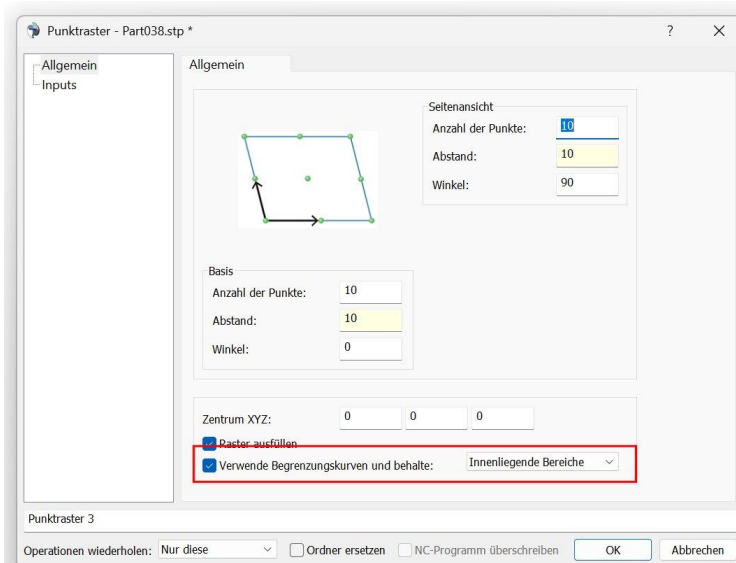 Punktraster - Part038.stp *
?
Allgemein
Inputs
Allgemein
Seitenansicht
Anzahl der Punkte: 10
Abstand: 10
Winkel: 90
Basis
Anzahl der Punkte: 10
Abstand: 10
Winkel: 0
Zentrum XYZ: 0 0 0
Raster ausfüllen
Verwende Begrenzungskurven und behalte: Innenliegende Bereiche
Punktraster 3
Operationen wiederholen: Nur diese Ordner ersetzen NC-Programm überschreiben OK Abbrechen